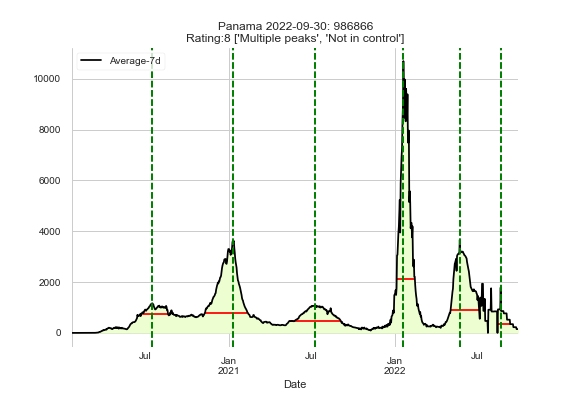 Panama 2022-09-30: 986866
Rating:8 ['Multiple peaks', 'Not in control']
Average-7d
10000
8000
6000
4000
2000
0
Jul
Jan
2021
Jul
Jan
2022
Jul
Date